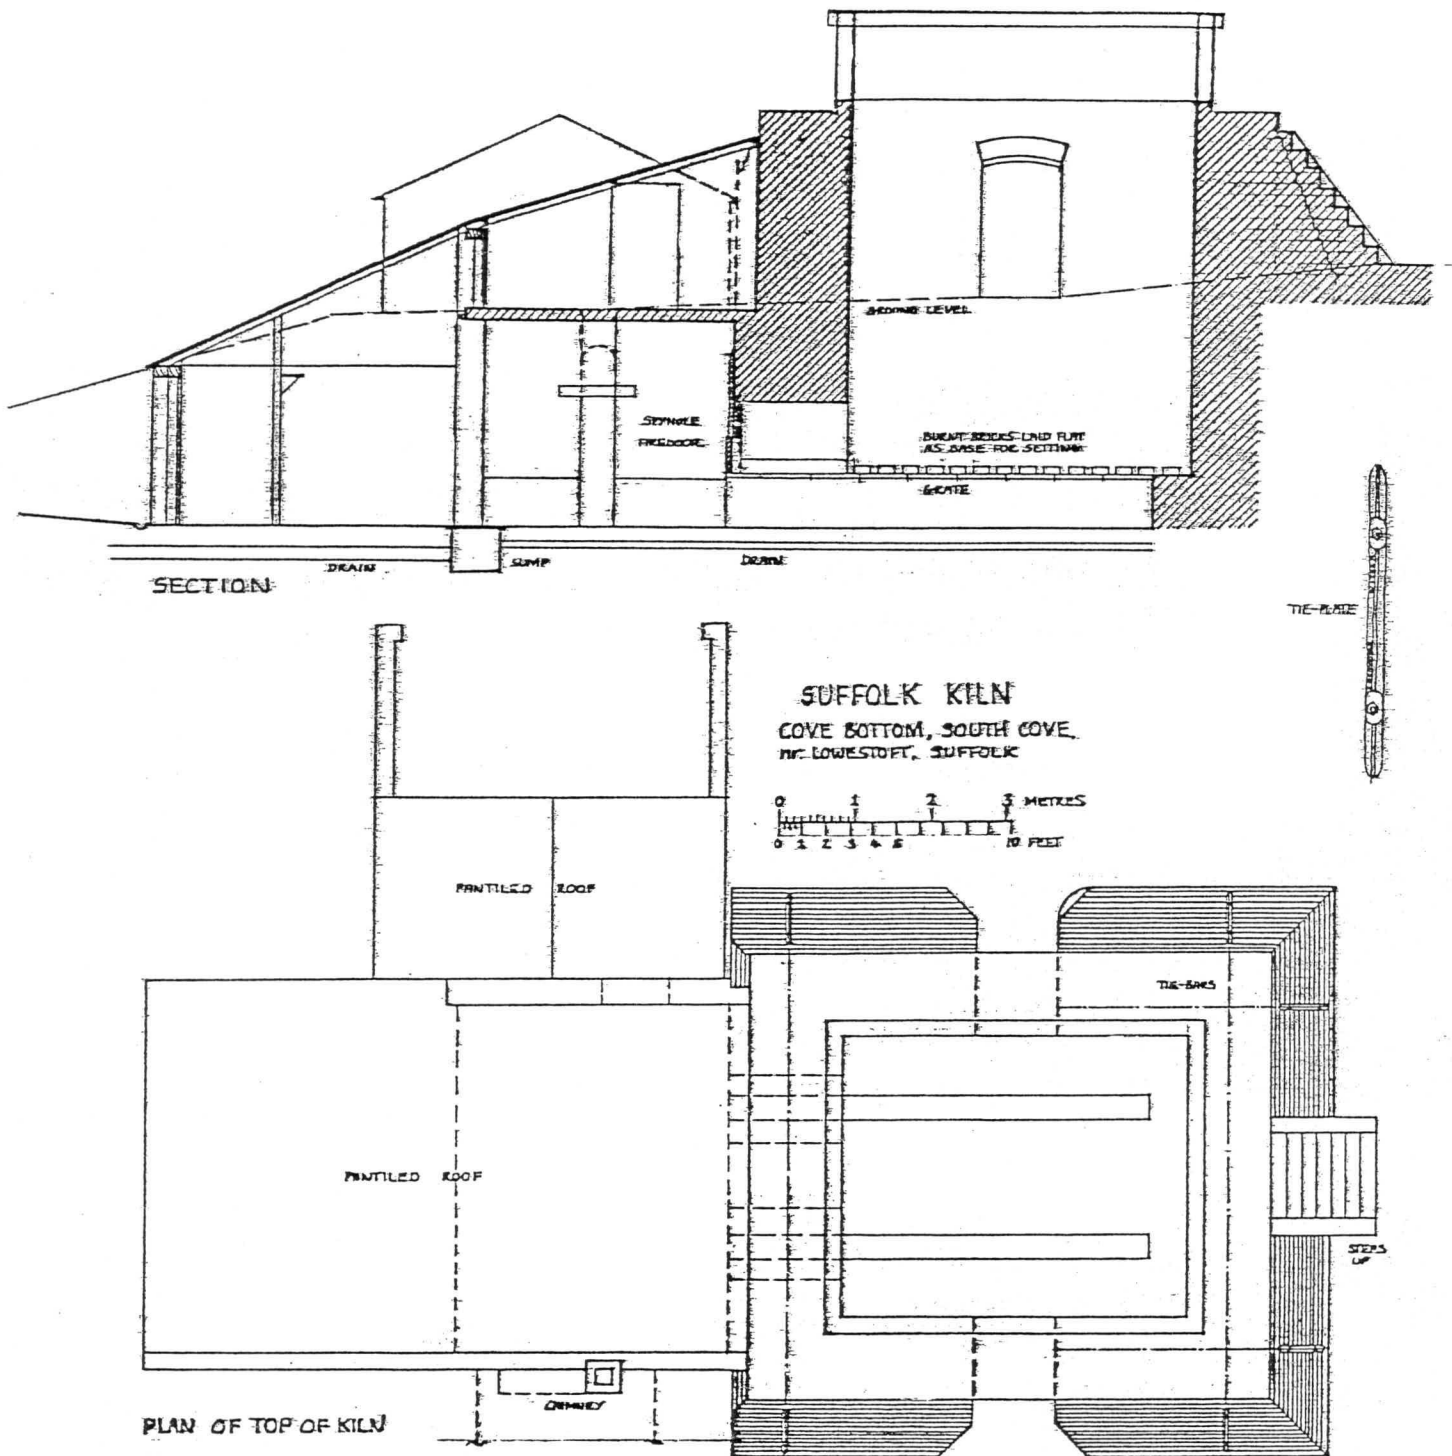 GROUND LEVEL
SPYHOLE
FIREDOOR
BURNT BRICKS LAID FLAT
AS BASE FOR SETTING
GRATE
DRAIN
SUMP
DRAIN
SECTION
TIE-PLATE
SUFFOLK KILN
COVE BOTTOM, SOUTH COVE,
nr. LOWESTOFT, SUFFOLK
0 1 2 3 METRES
0 1 2 3 4 5 10 FEET
PANTILED ROOF
TIE-BARS
PANTILED ROOF
STEPS
UP
CHIMNEY
PLAN OF TOP OF KILN